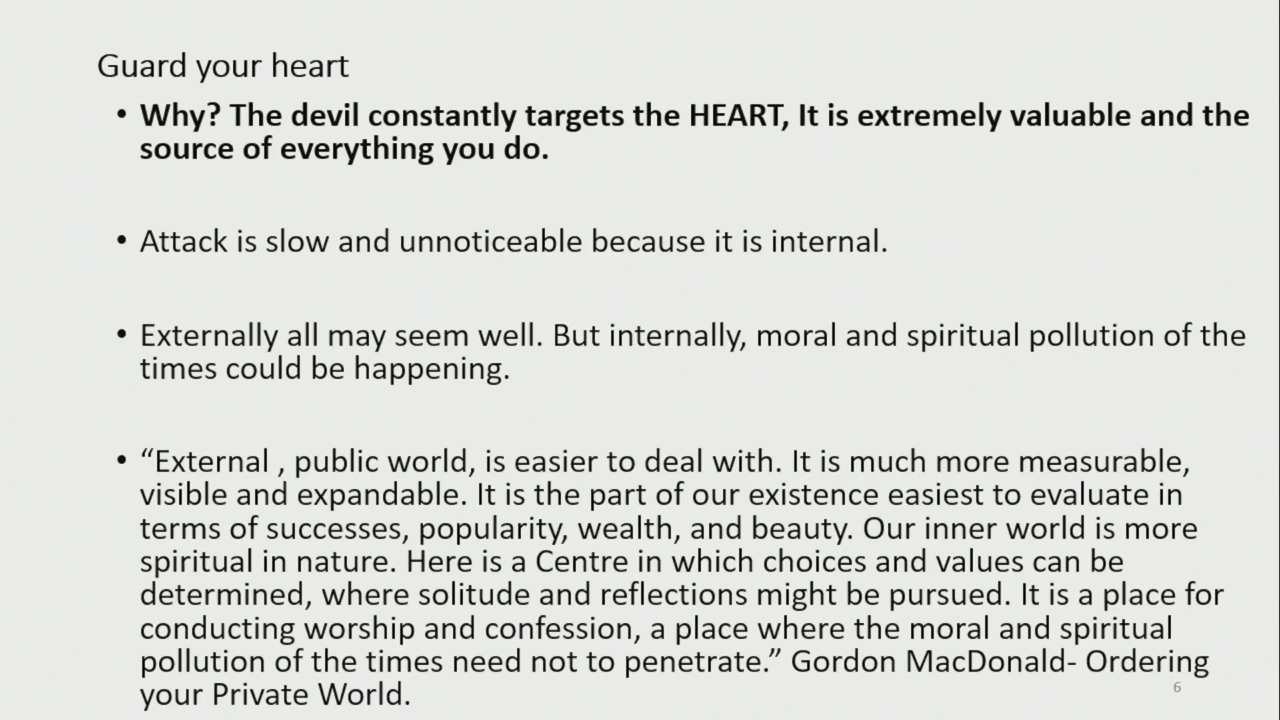 Guard your heart
• Why? The devil constantly targets the HEART, It is extremely valuable and the
source of everything you do.
• Attack is slow and unnoticeable because it is internal.
• Externally all may seem well. But internally, moral and spiritual pollution of the
times could be happening.
• “External , public world, is easier to deal with. It is much more measurable,
visible and expandable. It is the part of our existence easiest to evaluate in
terms of successes, popularity, wealth, and beauty. Our inner world is more
spiritual in nature. Here is a Centre in which choices and values can be
determined, where solitude and reflections might be pursued. It is a place for
conducting worship and confession, a place where the moral and spiritual
pollution of the times need not to penetrate.” Gordon MacDonald- Ordering
your Private World.
6